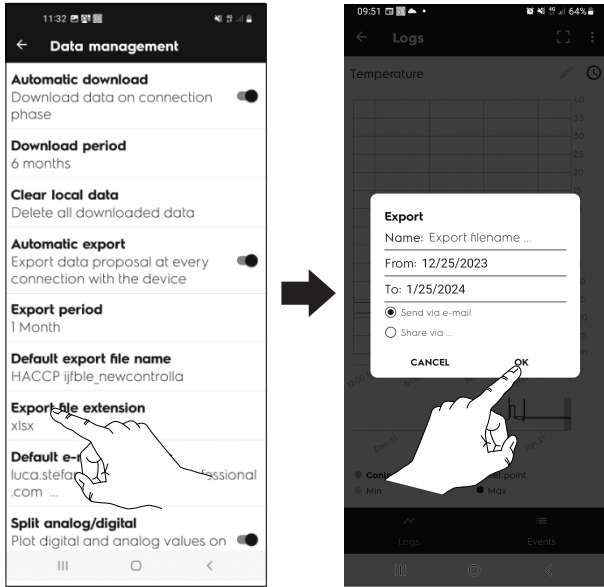 11:32
Data management
Automatic download
Download data on connection
phase
Download period
6 months
Clear local data
Delete all downloaded data
Automatic export
Export data proposal at every
connection with the device
Export period
1 Month
Default export file name
HACCP ijfble_newcontrolla
Export file extension
xlsx
Default e-
luca.stefa fessional
.com ...
Split analog/digital
Plot digital and analog values on
09:51 4G 64%
Logs
Temperature
40
35
30
25
20
Export
Name: Export filename ...
From: 12/25/2023
To: 1/25/2024
Send via e-mail
Share via ...
CANCEL OK
Dec 31 Jan 21
Cont et point
Min Max
Logs Events